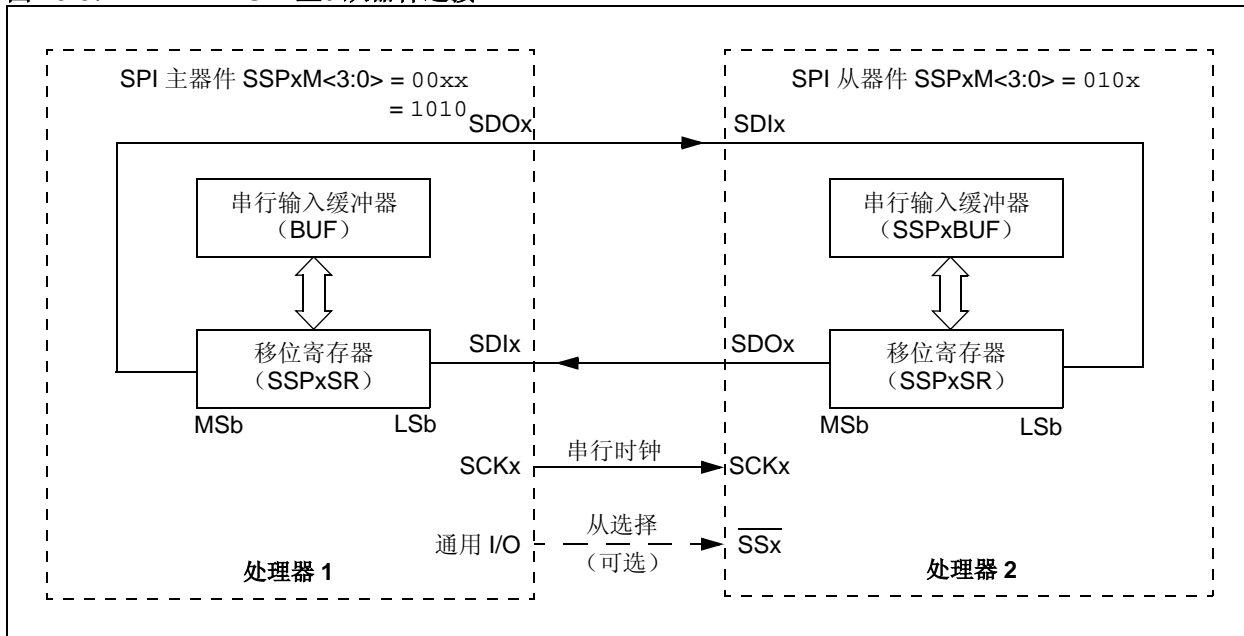 SPI 主器件 SSPxM<3:0> = 00xx
= 1010
SPI 从器件 SSPxM<3:0> = 010x
SDOx
SDIx
串行输入缓冲器
（BUF）
串行输入缓冲器
（SSPxBUF）
移位寄存器
（SSPxSR）
SDIx
SDOx
移位寄存器
（SSPxSR）
MSb
LSb
MSb
LSb
SCKx
串行时钟
SCKx
通用 I/O
从选择
（可选）
SSx
处理器 1
处理器 2